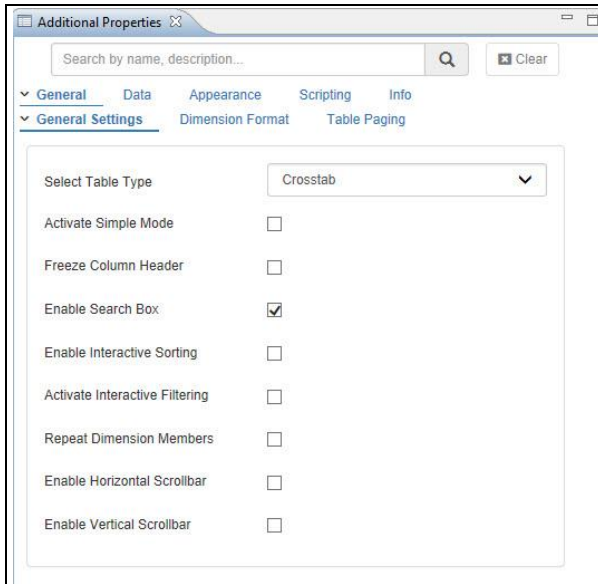 Additional Properties
Search by name, description... Clear
General Data Appearance Scripting Info
General Settings Dimension Format Table Paging
Select Table Type Crosstab
Activate Simple Mode
Freeze Column Header
Enable Search Box
Enable Interactive Sorting
Activate Interactive Filtering
Repeat Dimension Members
Enable Horizontal Scrollbar
Enable Vertical Scrollbar